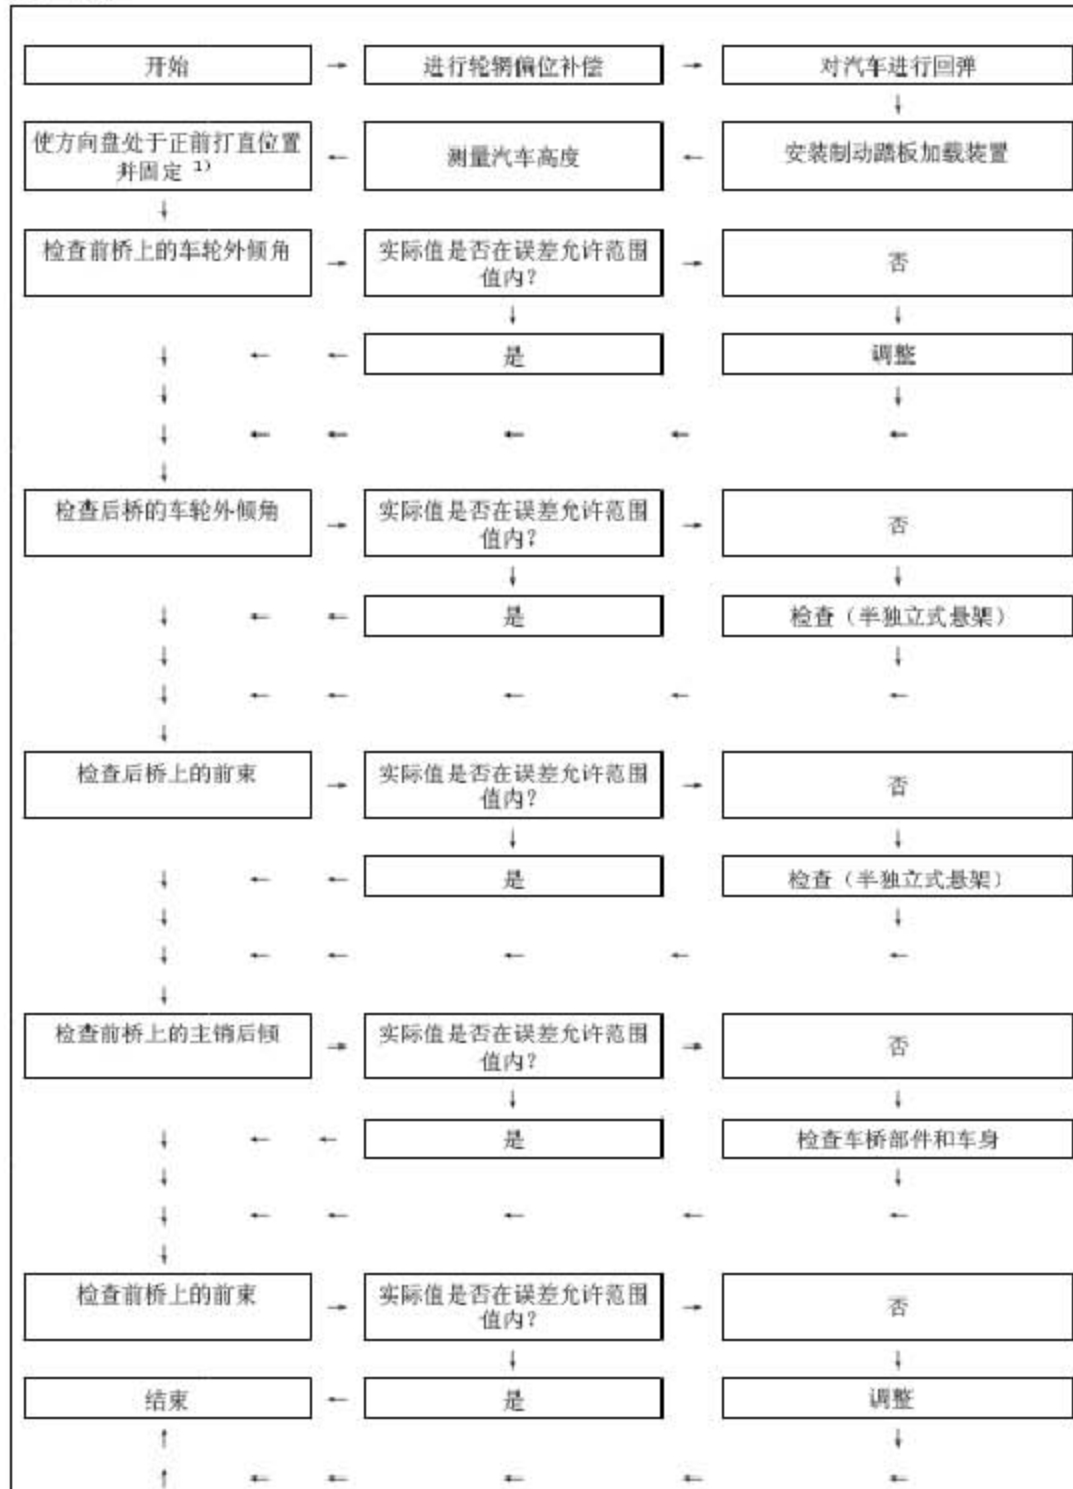 开始
进行轮辋偏位补偿
对汽车进行回弹
使方向盘处于正前打直位置
并固定 1)
测量汽车高度
安装制动踏板加载装置
检查前桥上的车轮外倾角
实际值是否在误差允许范围
值内?
否
是
调整
检查后桥的车轮外倾角
实际值是否在误差允许范围
值内?
否
是
检查（半独立式悬架）
检查后桥上的前束
实际值是否在误差允许范围
值内?
否
是
检查（半独立式悬架）
检查前桥上的主销后倾
实际值是否在误差允许范围
值内?
否
是
检查车桥部件和车身
检查前桥上的前束
实际值是否在误差允许范围
值内?
否
结束
是
调整